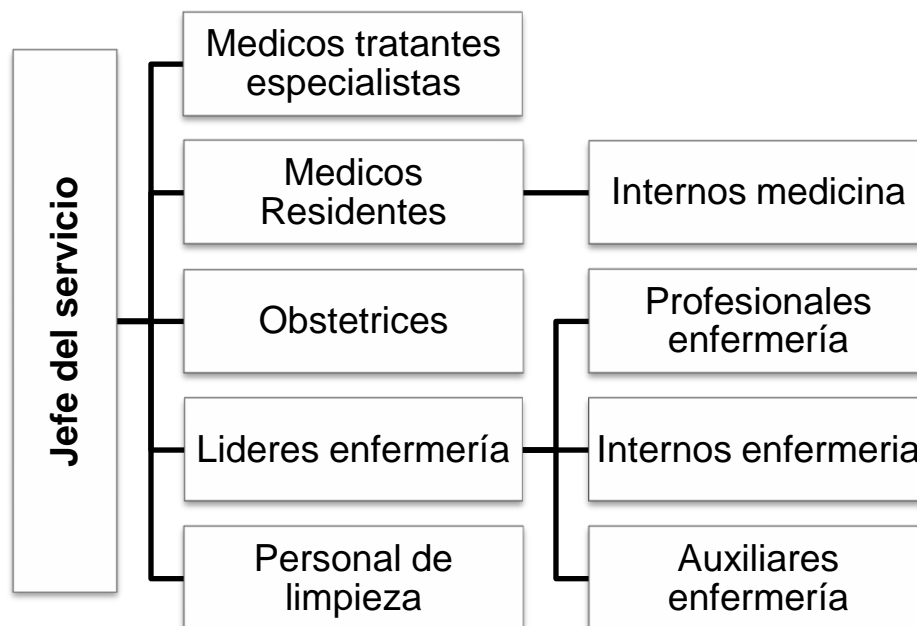 Jefe del servicio
Medicos tratantes
especialistas
Medicos
Residentes
Internos medicina
Obstetrices
Lideres enfermería
Profesionales
enfermería
Internos enfermeria
Auxiliares
enfermería
Personal de
limpieza